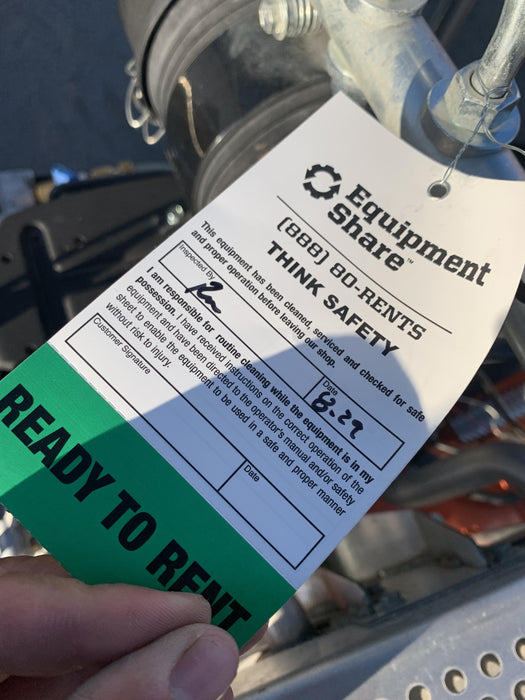 Equipment
Share™
(888) 80-RENTS
THINK SAFETY
This equipment has been cleaned, serviced and checked for safe
and proper operation before leaving our shop.
Inspected By
Date
8-29
I am responsible for routine cleaning while the equipment is in my
possession. I have received instructions on the correct operation of the
equipment and have been directed to the operator's manual and/or safety
sheet to enable the equipment to be used in a safe and proper manner
without risk to injury.
Customer Signature
Date
READY TO RENT